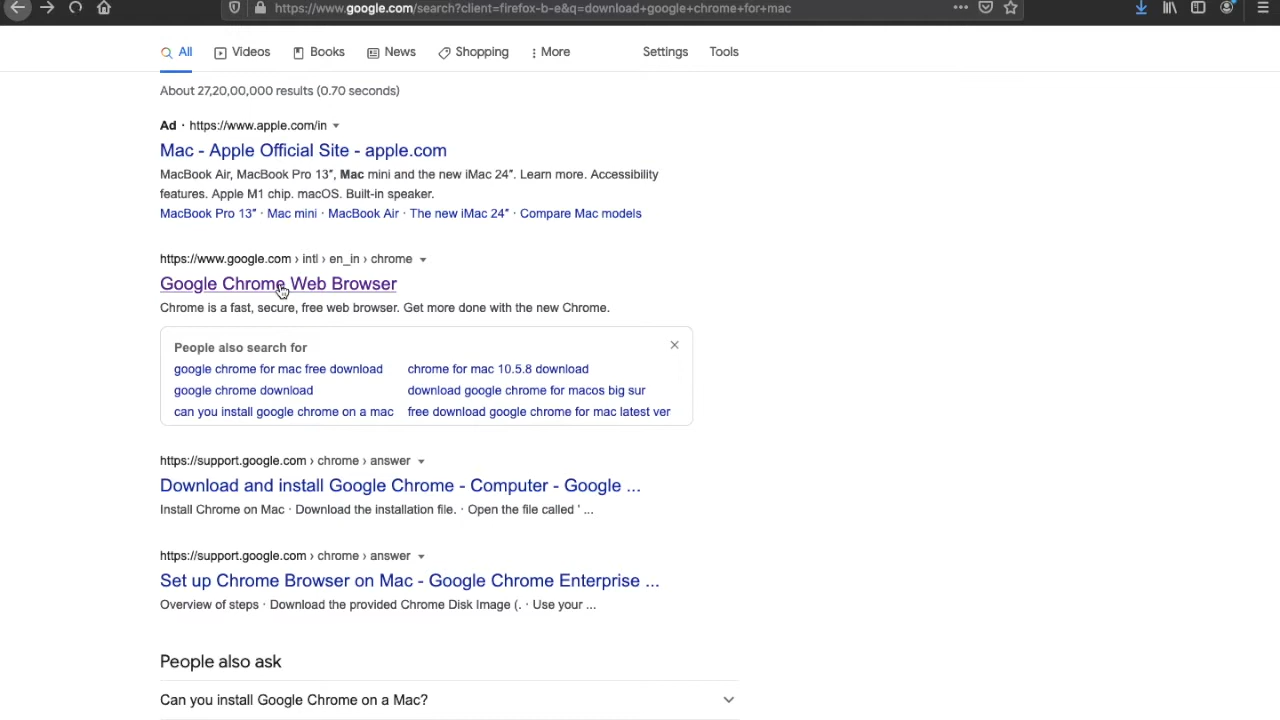 https://www.google.com/search?client=firefox-b-e&q=download+google+chrome+for+mac
All Videos Books News Shopping More Settings Tools
About 27,20,00,000 results (0.70 seconds)
Ad · https://www.apple.com/in
Mac - Apple Official Site - apple.com
MacBook Air, MacBook Pro 13″, Mac mini and the new iMac 24″. Learn more. Accessibility
features. Apple M1 chip. macOS. Built-in speaker.
MacBook Pro 13″ · Mac mini · MacBook Air · The new iMac 24″ · Compare Mac models
https://www.google.com › intl › en_in › chrome
Google Chrome Web Browser
Chrome is a fast, secure, free web browser. Get more done with the new Chrome.
People also search for
google chrome for mac free download chrome for mac 10.5.8 download
google chrome download download google chrome for macos big sur
can you install google chrome on a mac free download google chrome for mac latest ver
https://support.google.com › chrome › answer
Download and install Google Chrome - Computer - Google ...
Install Chrome on Mac · Download the installation file. · Open the file called ' ...
https://support.google.com › chrome › answer
Set up Chrome Browser on Mac - Google Chrome Enterprise ...
Overview of steps · Download the provided Chrome Disk Image (. · Use your ...
People also ask
Can you install Google Chrome on a Mac?